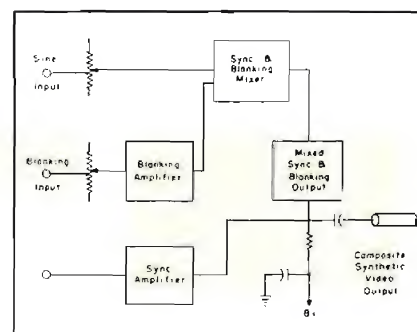 Sine
Input
Sync &
Blanking
Mixer
Blanking
Input
Blanking
Amplifier
Mixed
Sync &
Blanking
Output
Sync
Amplifier
Composite
Synthetic
Video
Output
B+